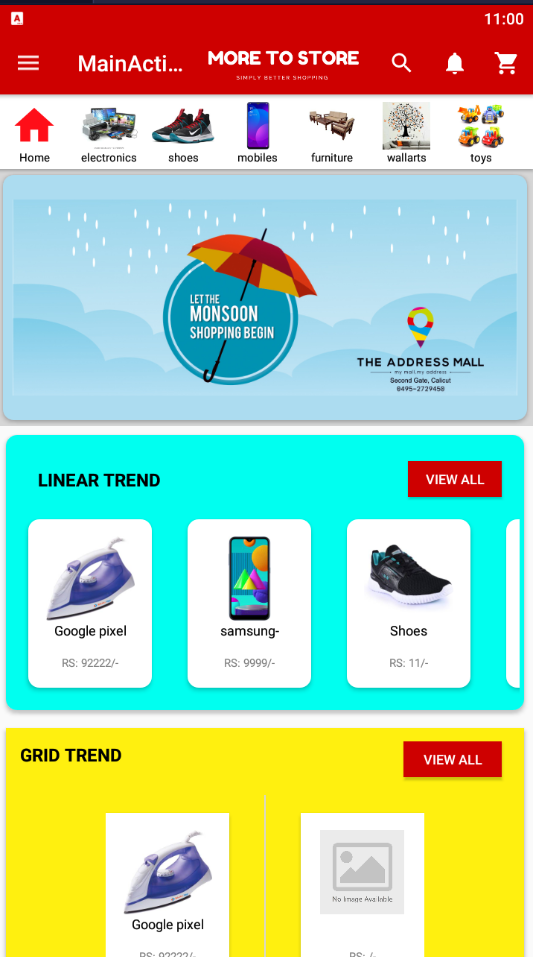 11:00
MainActi...
MORE TO STORE
SIMPLY BETTER SHOPPING
Home
electronics
shoes
mobiles
furniture
wallarts
toys
LET THE
MONSOON
SHOPPING BEGIN
THE ADDRESS MALL
my mall, my address
Second Gate, Calicut
0495-2729458
LINEAR TREND
VIEW ALL
Google pixel
RS: 92222/-
samsung-
RS: 9999/-
Shoes
RS: 11/-
GRID TREND
VIEW ALL
No Image Available
Google pixel
RS: 92222/-
RS: /-